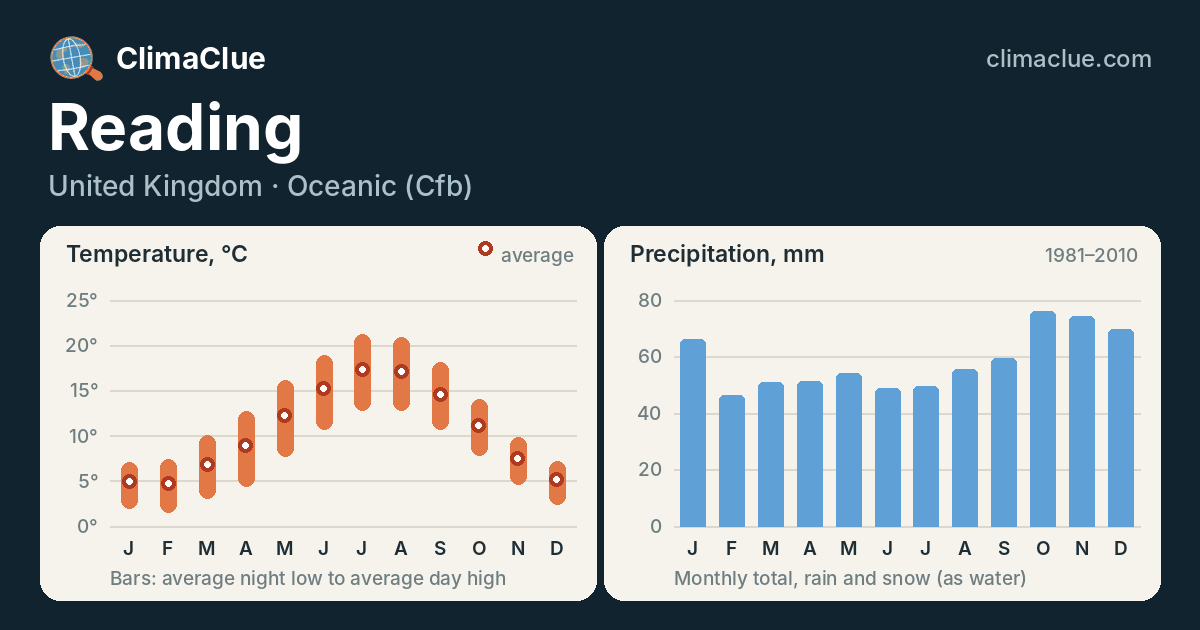 ClimaClue
climaclue.com
Reading
United Kingdom · Oceanic (Cfb)
Temperature, °C
average
25°
20°
15°
10°
5°
0°
J F M A M J J A S O N D
Bars: average night low to average day high
Precipitation, mm
1981–2010
80
60
40
20
0
J F M A M J J A S O N D
Monthly total, rain and snow (as water)